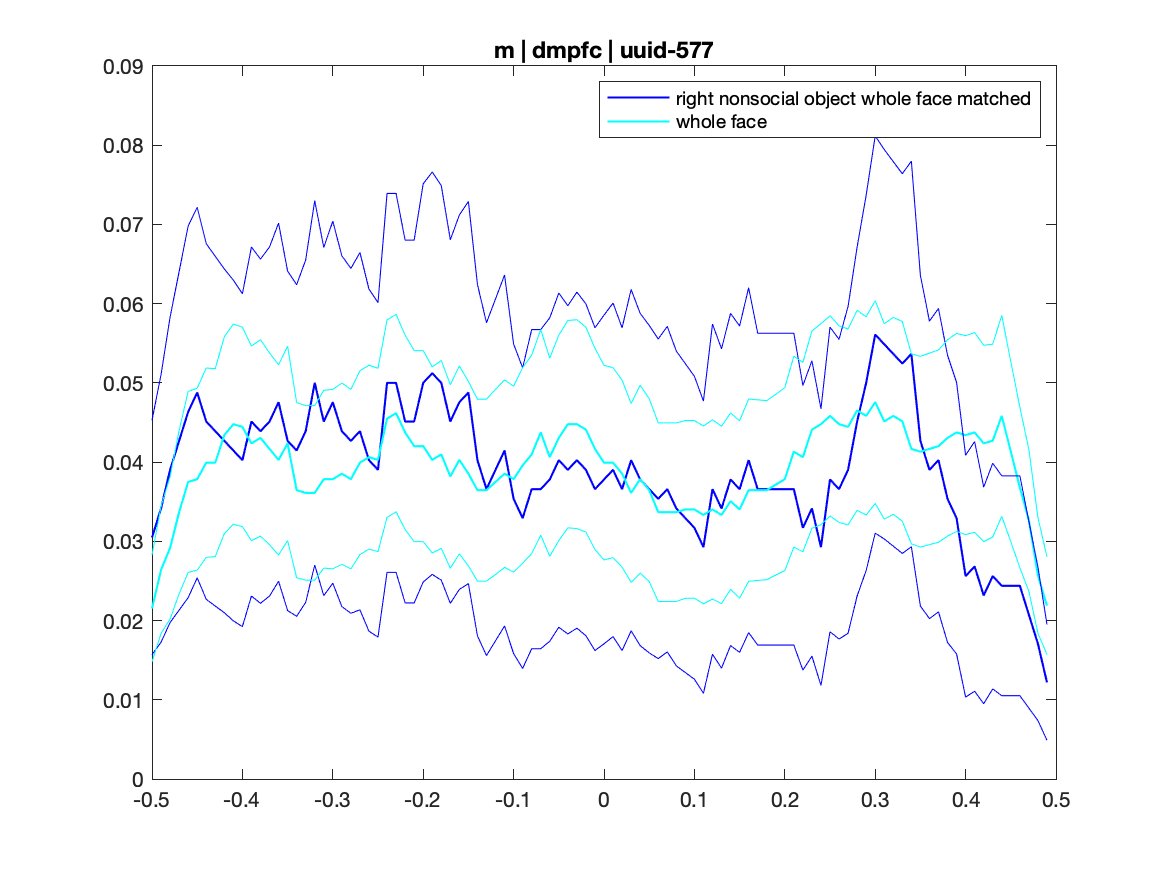 m | dmpfc | uuid-577
right nonsocial object whole face matched
whole face
0.09
0.08
0.07
0.06
0.05
0.04
0.03
0.02
0.01
0
-0.5 -0.4 -0.3 -0.2 -0.1 0 0.1 0.2 0.3 0.4 0.5